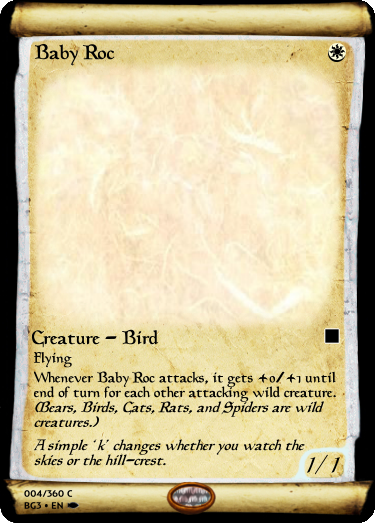 Baby Roc
Creature – Bird
Flying
Whenever Baby Roc attacks, it gets +0/+1 until
end of turn for each other attacking wild creature.
(Bears, Birds, Cats, Rats, and Spiders are wild
creatures.)
A simple 'k' changes whether you watch the
skies or the hill-crest.
1/1
004/360 C
BG3 • EN